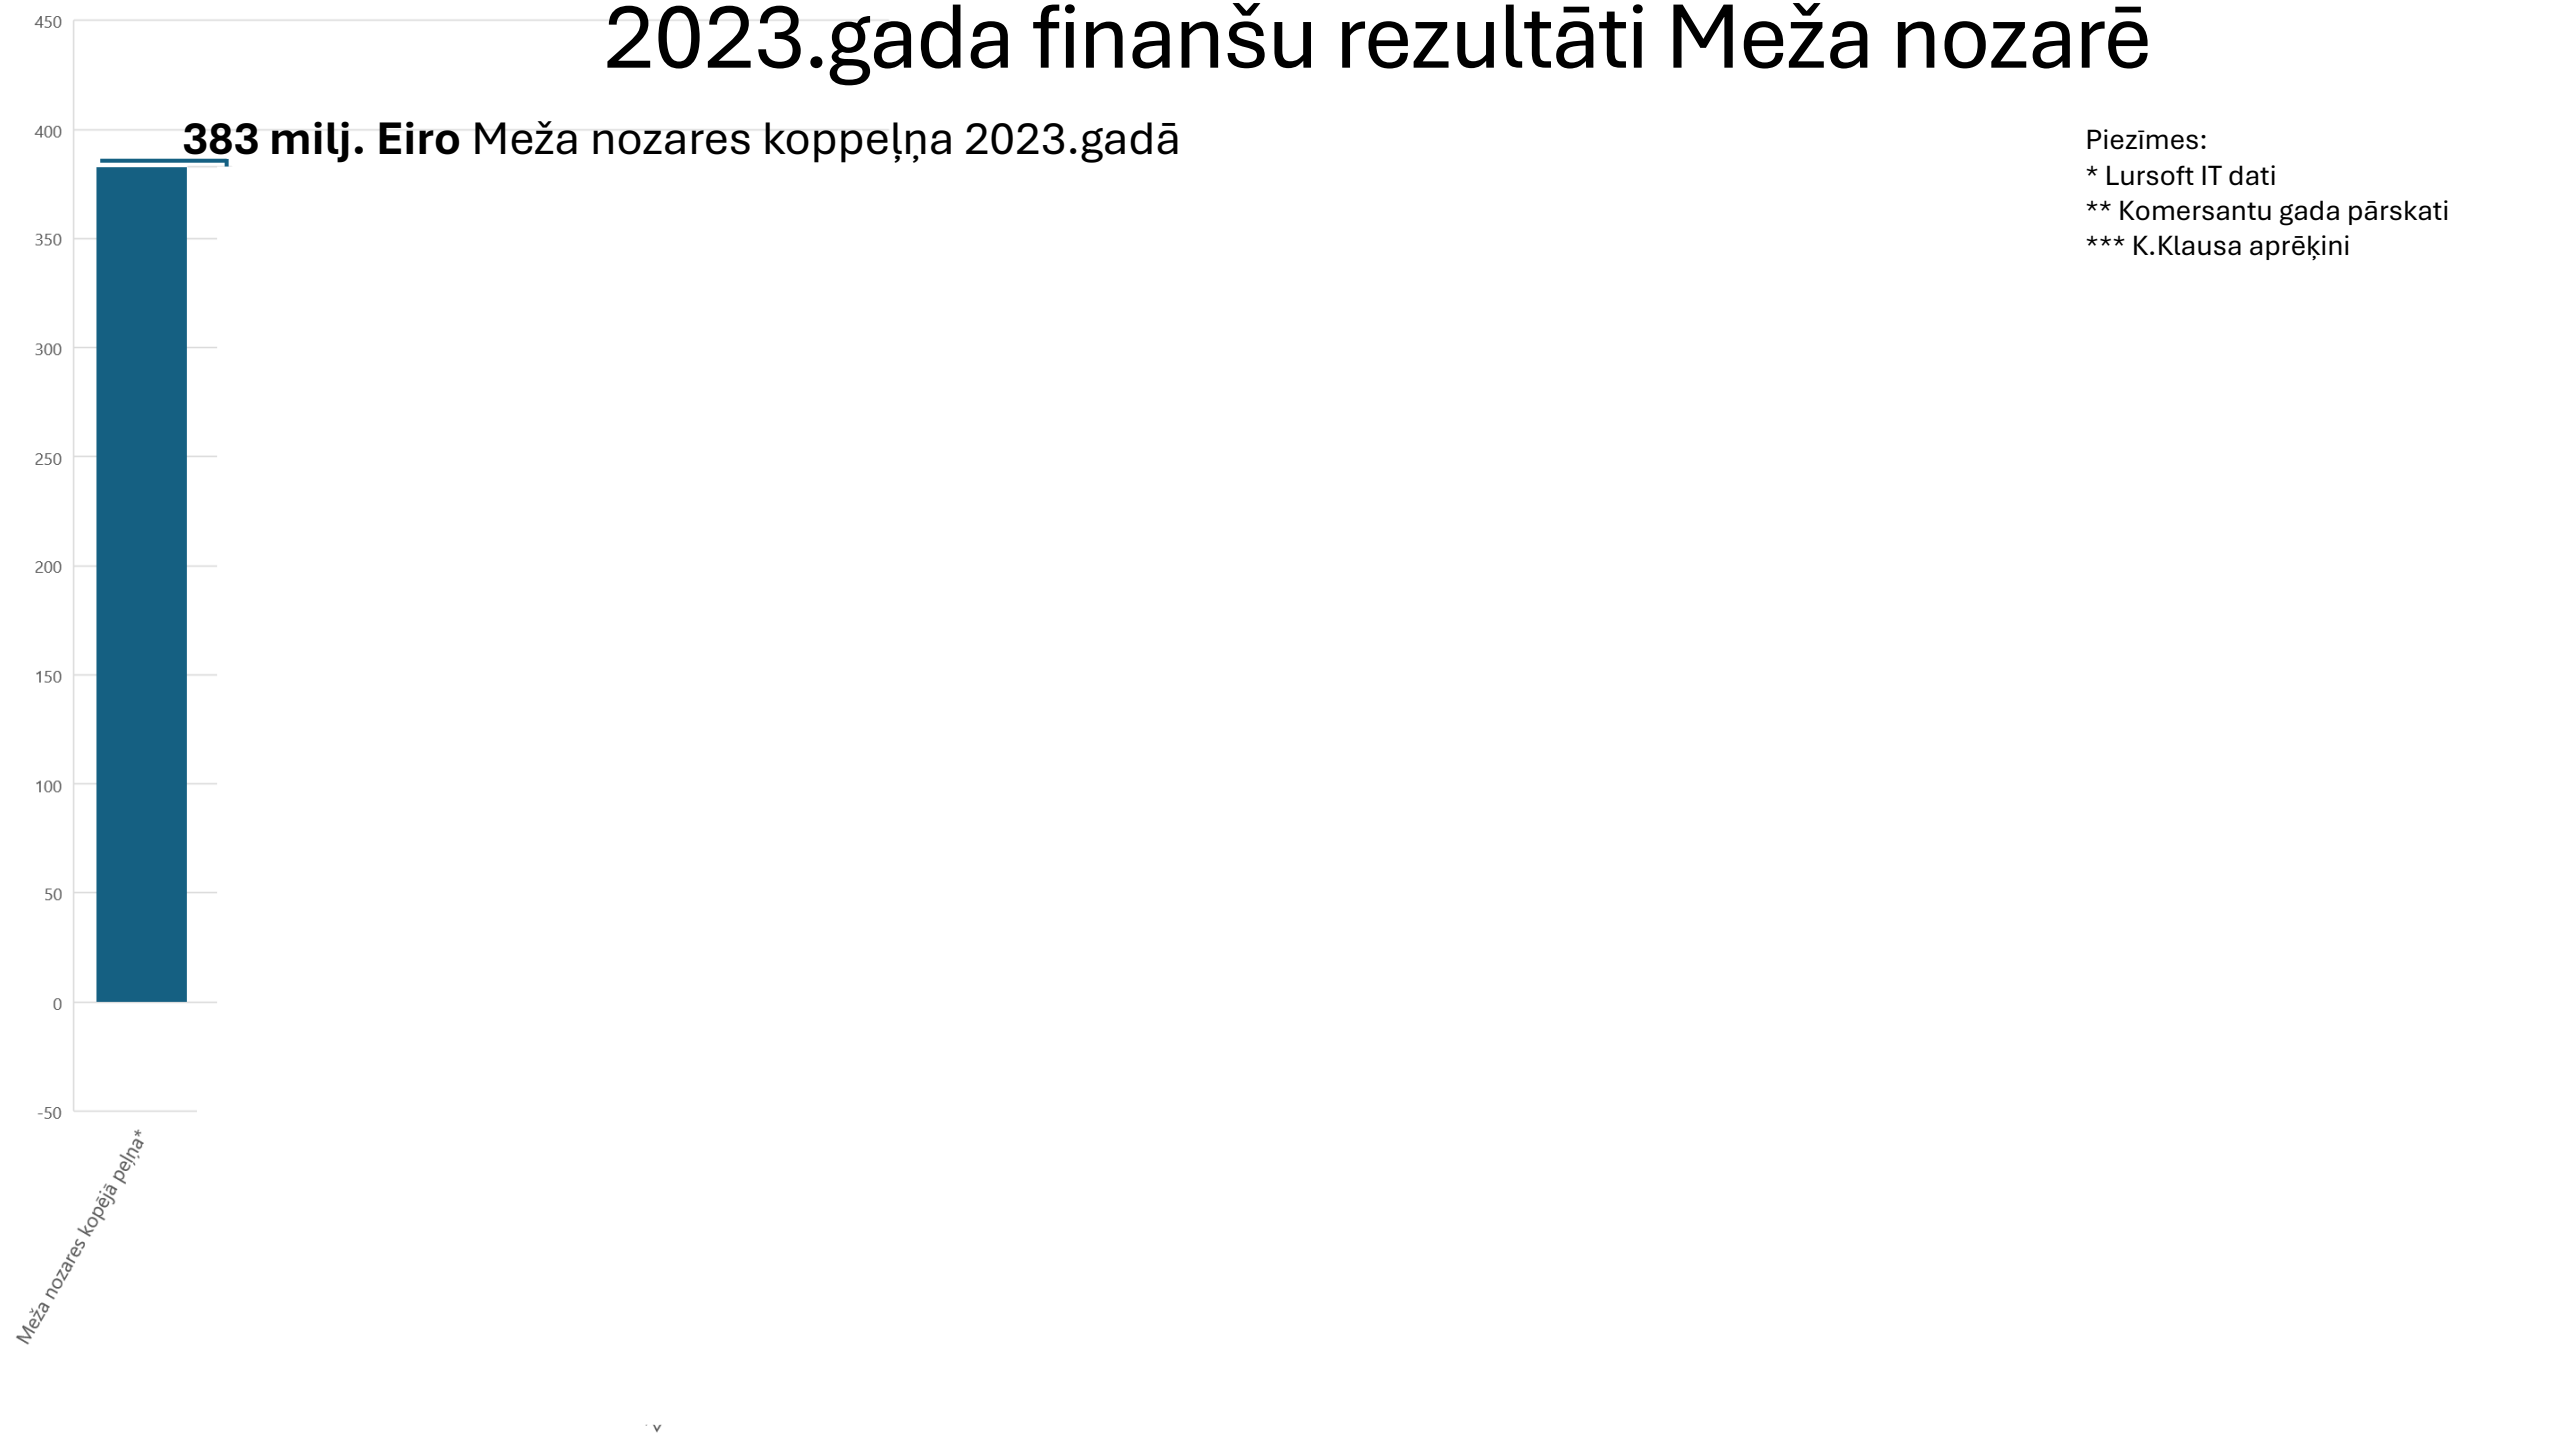 2023.gada finanšu rezultāti Meža nozarē
383 milj. Eiro Meža nozares koppeļņa 2023.gadā
Piezīmes:
* Lursoft IT dati
** Komersantu gada pārskati
*** K.Klausa aprēķini
450
400
350
300
250
200
150
100
50
0
-50
Meža nozares kopējā peļņa*